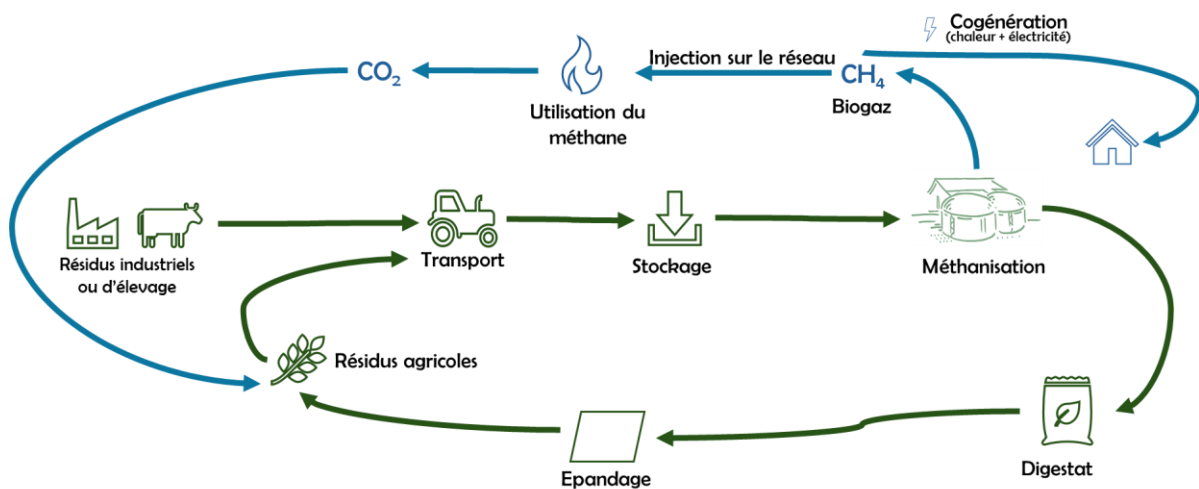 Cogénération
(chaleur + électricité)
Injection sur le réseau
CO₂
CH₄
Biogaz
Utilisation du
méthane
Résidus industriels
ou d'élevage
Transport
Stockage
Méthanisation
Résidus agricoles
Epandage
Digestat